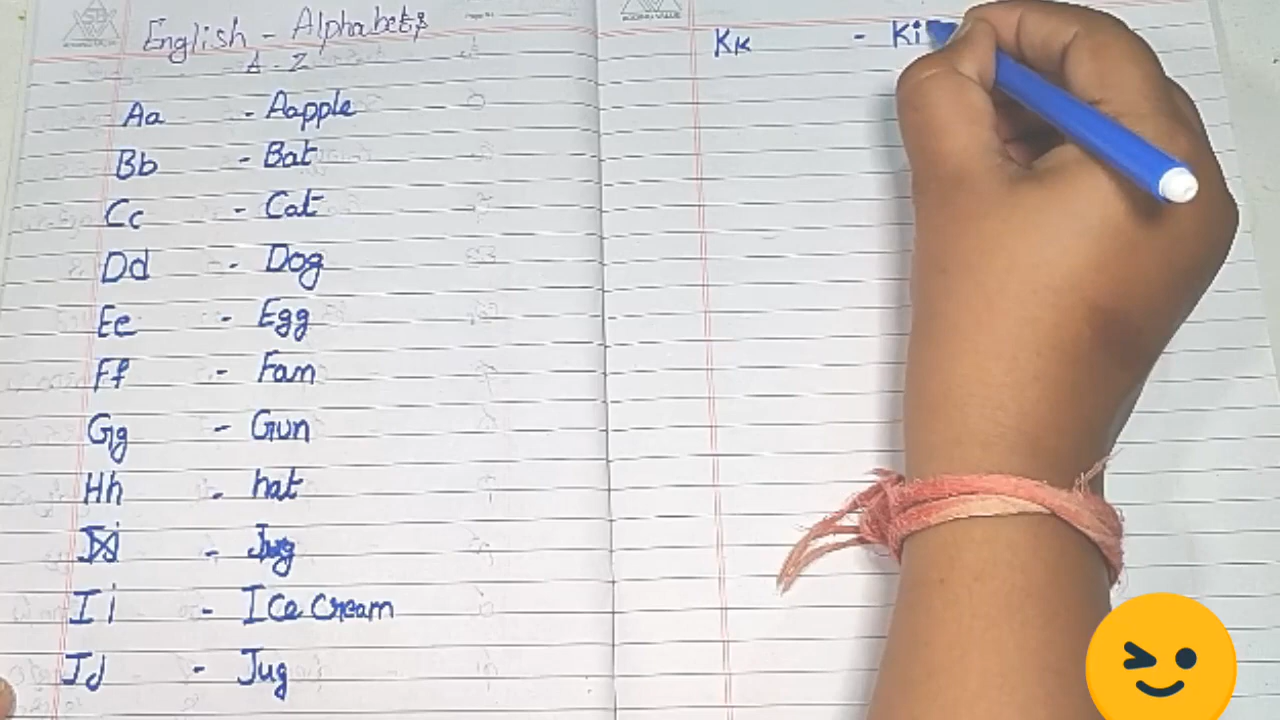 English - Alphabets
A - Z
Aa - Aapple
Bb - Bat
Cc - Cat
Dd - Dog
Ee - Egg
Ff - Fam
Gg - Gun
Hh - hat
- Jug
Ii - Ice Cream
Jj - Jug
Kk - Ki